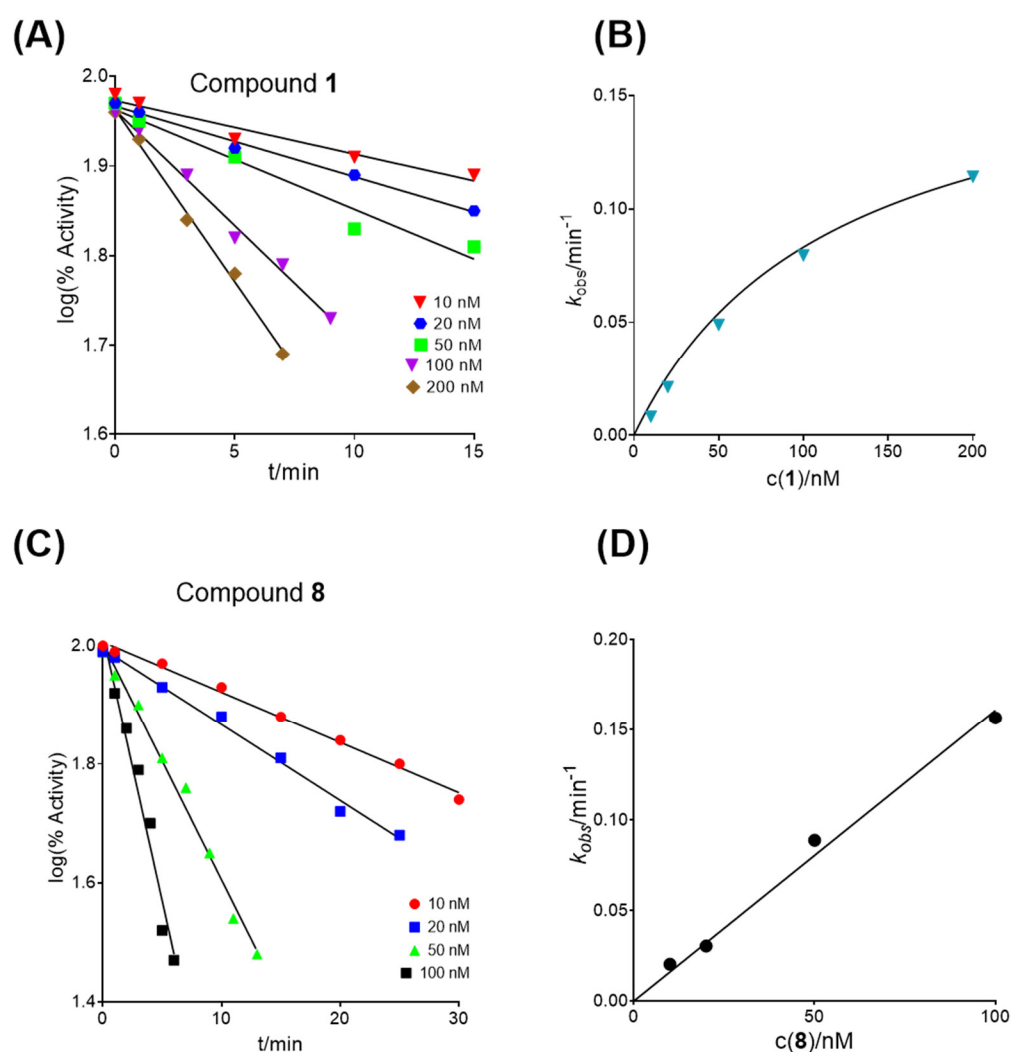 (A)
Compound 1
log(% Activity)
2.0
1.9
1.8
1.7
1.6
0
5
10
15
t/min
10 nM
20 nM
50 nM
100 nM
200 nM
(B)
kobs/min⁻¹
0.15
0.10
0.05
0.00
0
50
100
150
200
c(1)/nM
(C)
Compound 8
log(% Activity)
2.0
1.8
1.6
1.4
0
10
20
30
t/min
10 nM
20 nM
50 nM
100 nM
(D)
kobs/min⁻¹
0.20
0.15
0.10
0.05
0.00
0
50
100
c(8)/nM